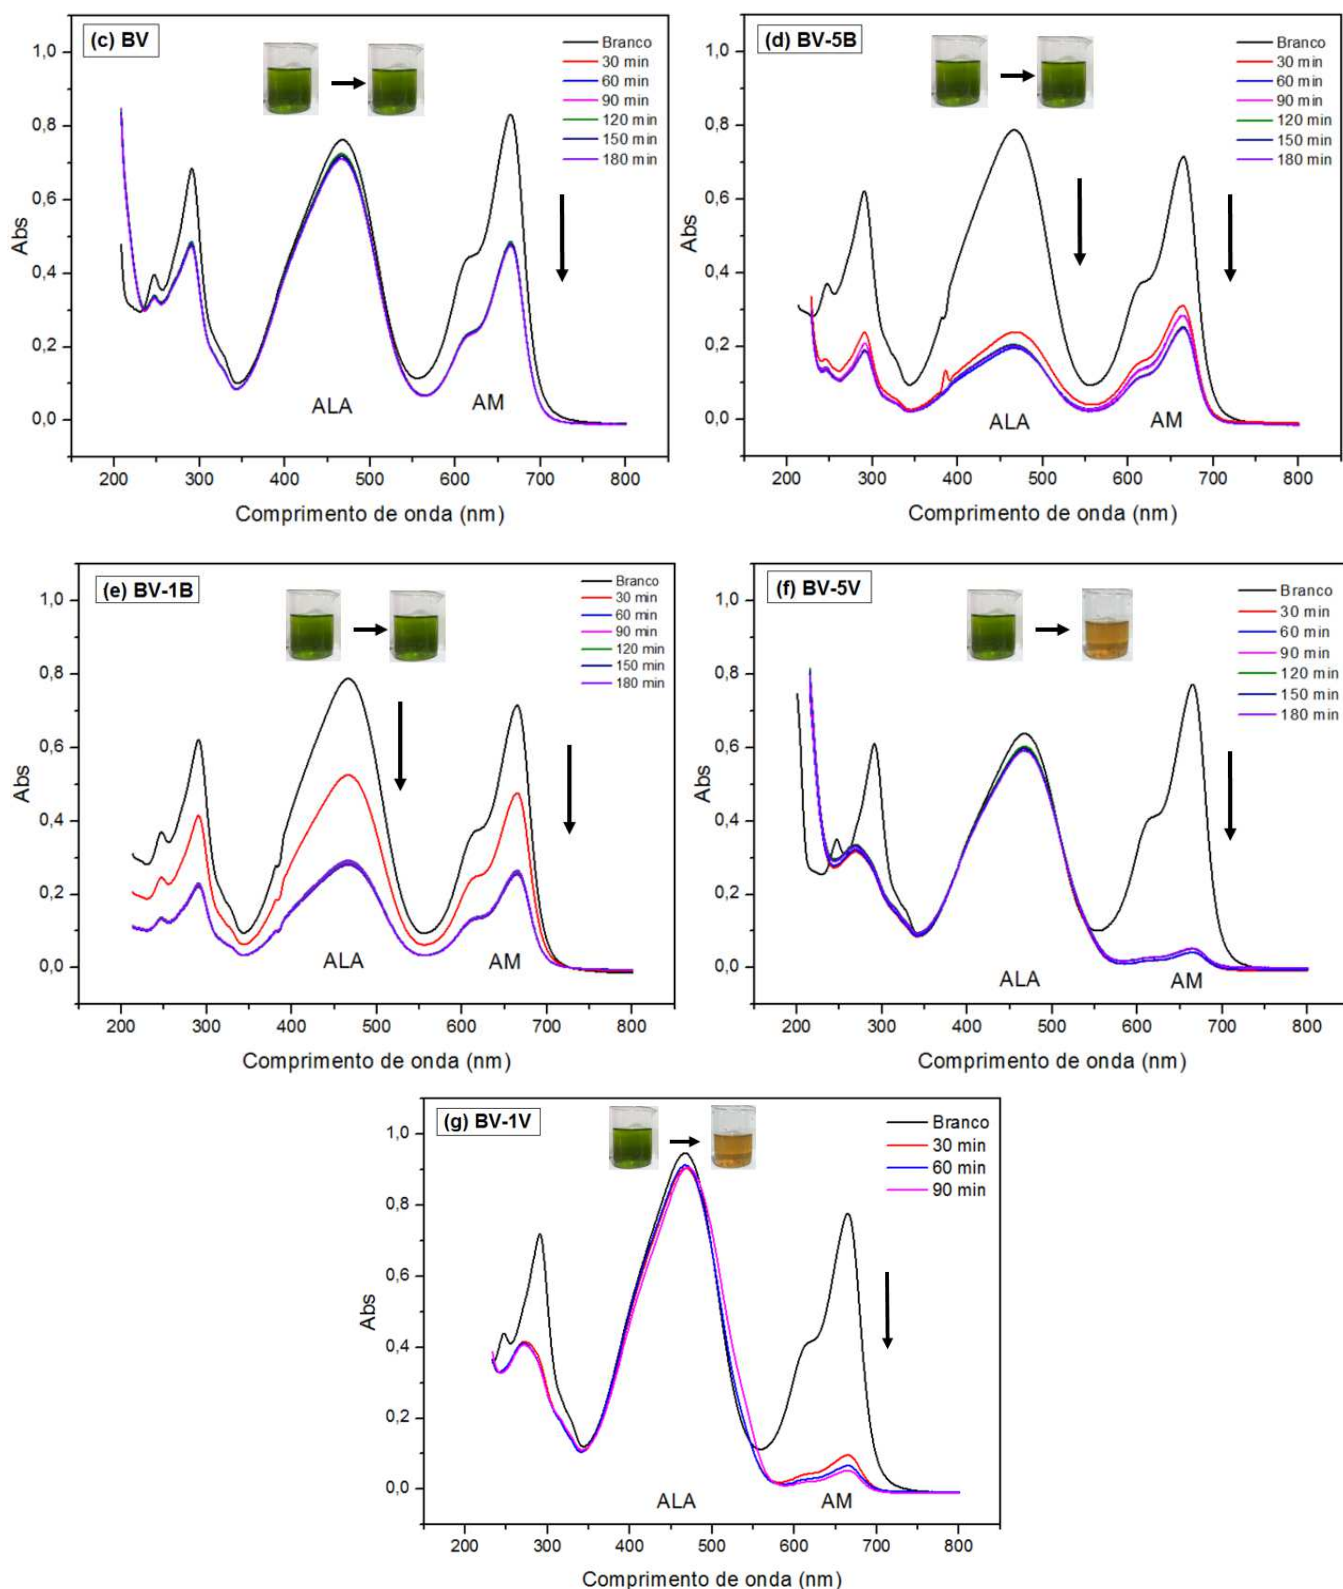 (c) BV
Branco
30 min
60 min
90 min
120 min
150 min
180 min
1,0
0,8
0,6
0,4
0,2
0,0
Abs
ALA
AM
200 300 400 500 600 700 800
Comprimento de onda (nm)
(d) BV-5B
Branco
30 min
60 min
90 min
120 min
150 min
180 min
1,0
0,8
0,6
0,4
0,2
0,0
Abs
ALA
AM
200 300 400 500 600 700 800
Comprimento de onda (nm)
(e) BV-1B
Branco
30 min
60 min
90 min
120 min
150 min
180 min
1,0
0,8
0,6
0,4
0,2
0,0
Abs
ALA
AM
200 300 400 500 600 700 800
Comprimento de onda (nm)
(f) BV-5V
Branco
30 min
60 min
90 min
120 min
150 min
180 min
1,0
0,8
0,6
0,4
0,2
0,0
Abs
ALA
AM
200 300 400 500 600 700 800
Comprimento de onda (nm)
(g) BV-1V
Branco
30 min
60 min
90 min
1,0
0,8
0,6
0,4
0,2
0,0
Abs
ALA
AM
200 300 400 500 600 700 800
Comprimento de onda (nm)